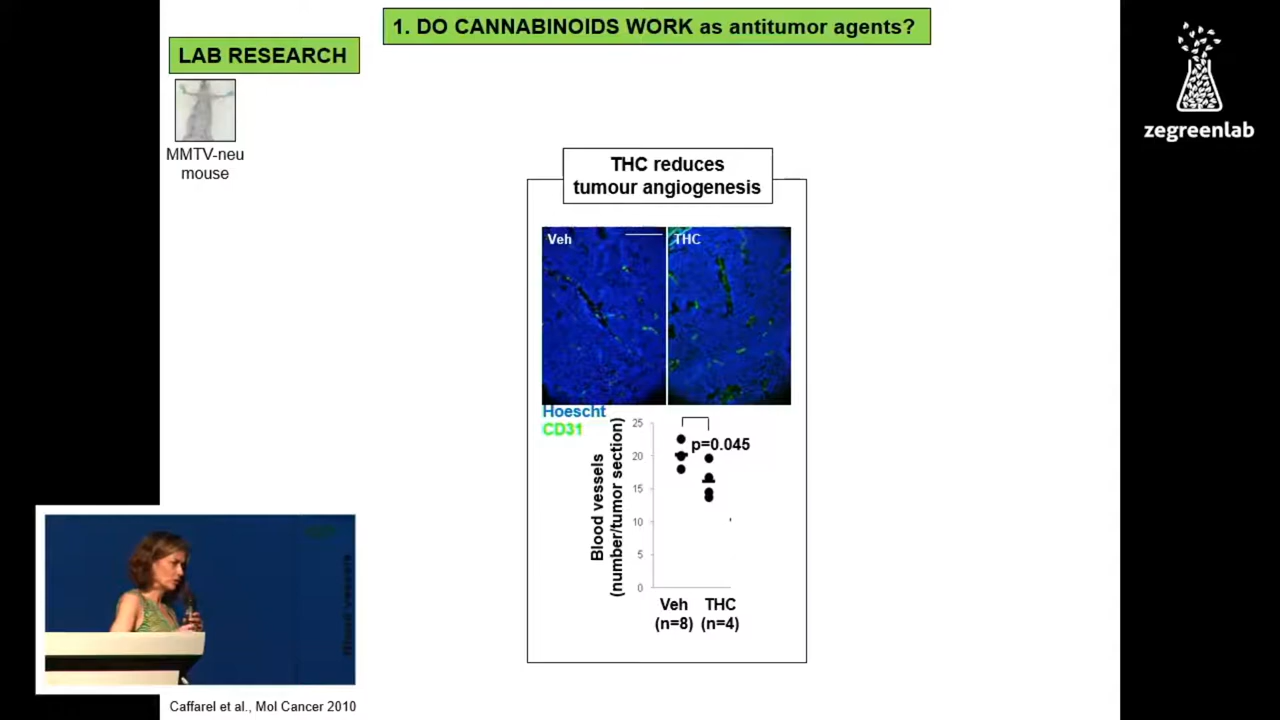 1. DO CANNABINOIDS WORK as antitumor agents?
LAB RESEARCH
MMTV-neu
mouse
zegreenlab
THC reduces
tumour angiogenesis
Veh
THC
Hoescht
CD31
Blood vessels
(number/tumor section)
25
20
15
10
5
0
p=0.045
Veh
(n=8)
THC
(n=4)
Blood vessels
Caffarel et al., Mol Cancer 2010